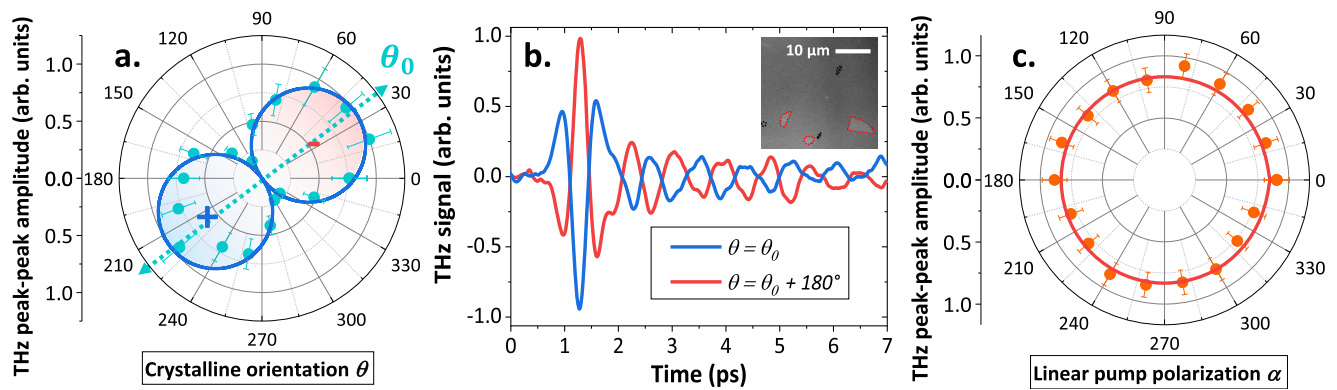 a.
THz peak-peak amplitude (arb. units)
1.0
0.5
0.0
0.5
1.0
90
60
30
0
330
300
270
240
210
180
150
120
θ₀
-
+
Crystalline orientation θ
b.
THz signal (arb. units)
1.0
0.5
0.0
-0.5
-1.0
10 µm
θ = θ₀
θ = θ₀ + 180°
0 1 2 3 4 5 6 7
Time (ps)
c.
THz peak-peak amplitude (arb. units)
1.0
0.5
0.0
0.5
1.0
90
60
30
0
330
300
270
240
210
180
150
120
Linear pump polarization α